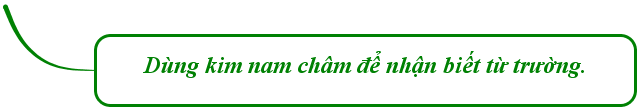 Dùng kim nam châm để nhận biết từ trường.